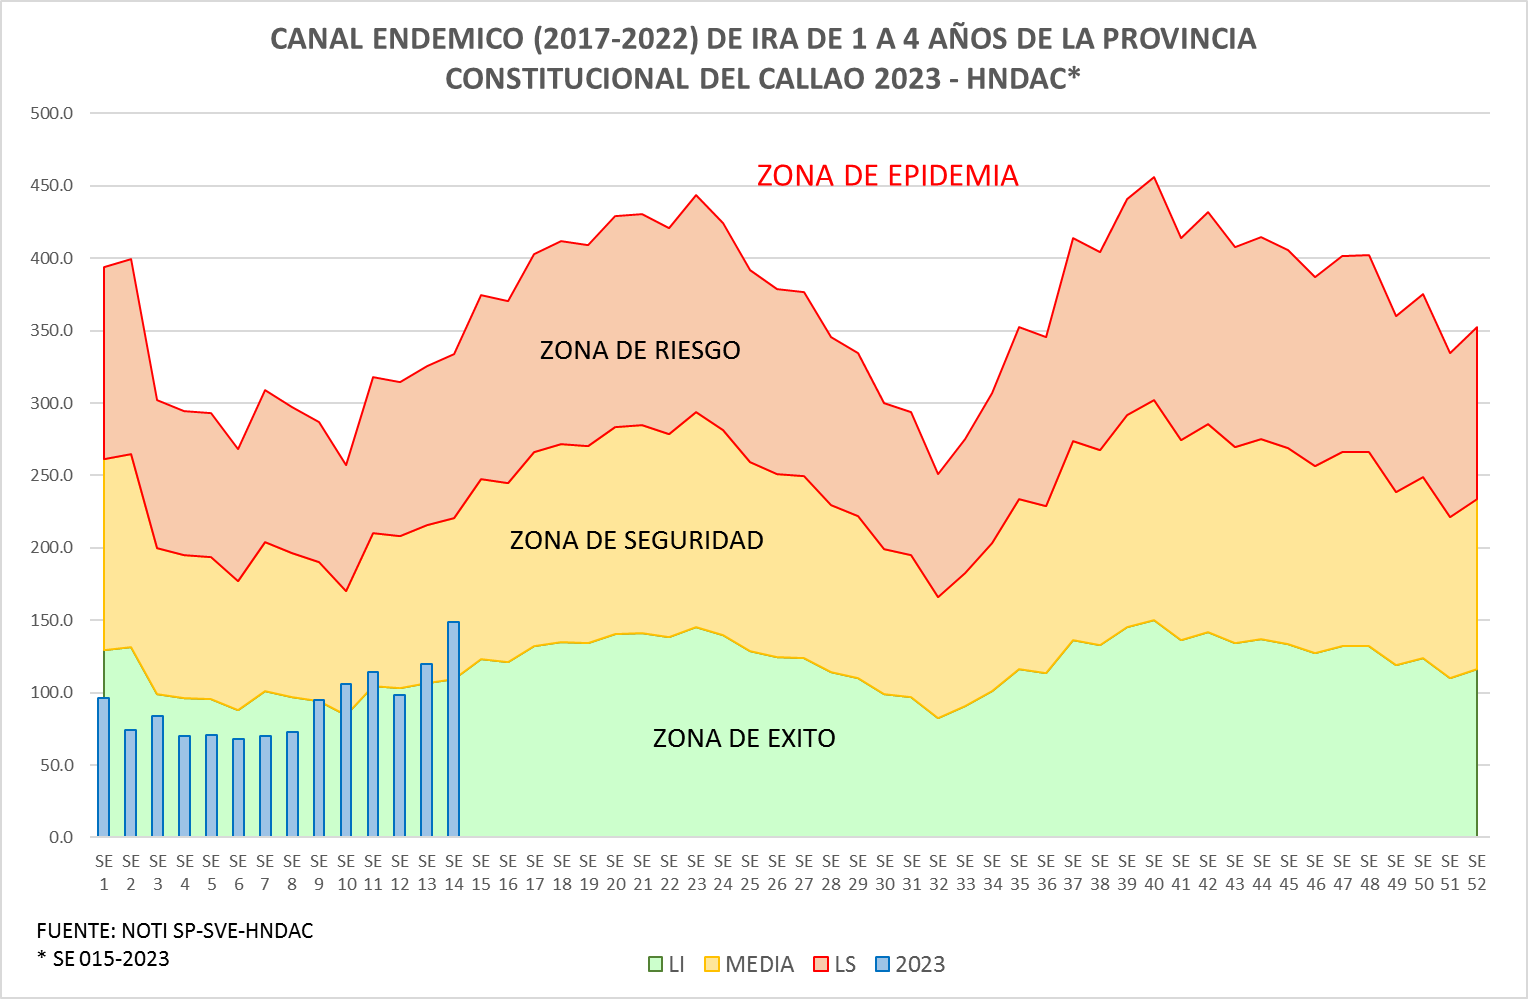 CANAL ENDEMICO (2017-2022) DE IRA DE 1 A 4 AÑOS DE LA PROVINCIA
CONSTITUCIONAL DEL CALLAO 2023 - HNDAC*
500.0
450.0
400.0
350.0
300.0
250.0
200.0
150.0
100.0
50.0
0.0
ZONA DE EPIDEMIA
ZONA DE RIESGO
ZONA DE SEGURIDAD
ZONA DE EXITO
SE SE SE SE SE SE SE SE SE SE SE SE SE SE SE SE SE SE SE SE SE SE SE SE SE SE SE SE SE SE SE SE SE SE SE SE SE SE SE SE SE SE SE SE SE SE SE SE SE SE SE SE
1 2 3 4 5 6 7 8 9 10 11 12 13 14 15 16 17 18 19 20 21 22 23 24 25 26 27 28 29 30 31 32 33 34 35 36 37 38 39 40 41 42 43 44 45 46 47 48 49 50 51 52
FUENTE: NOTI SP-SVE-HNDAC
* SE 015-2023
LI MEDIA LS 2023